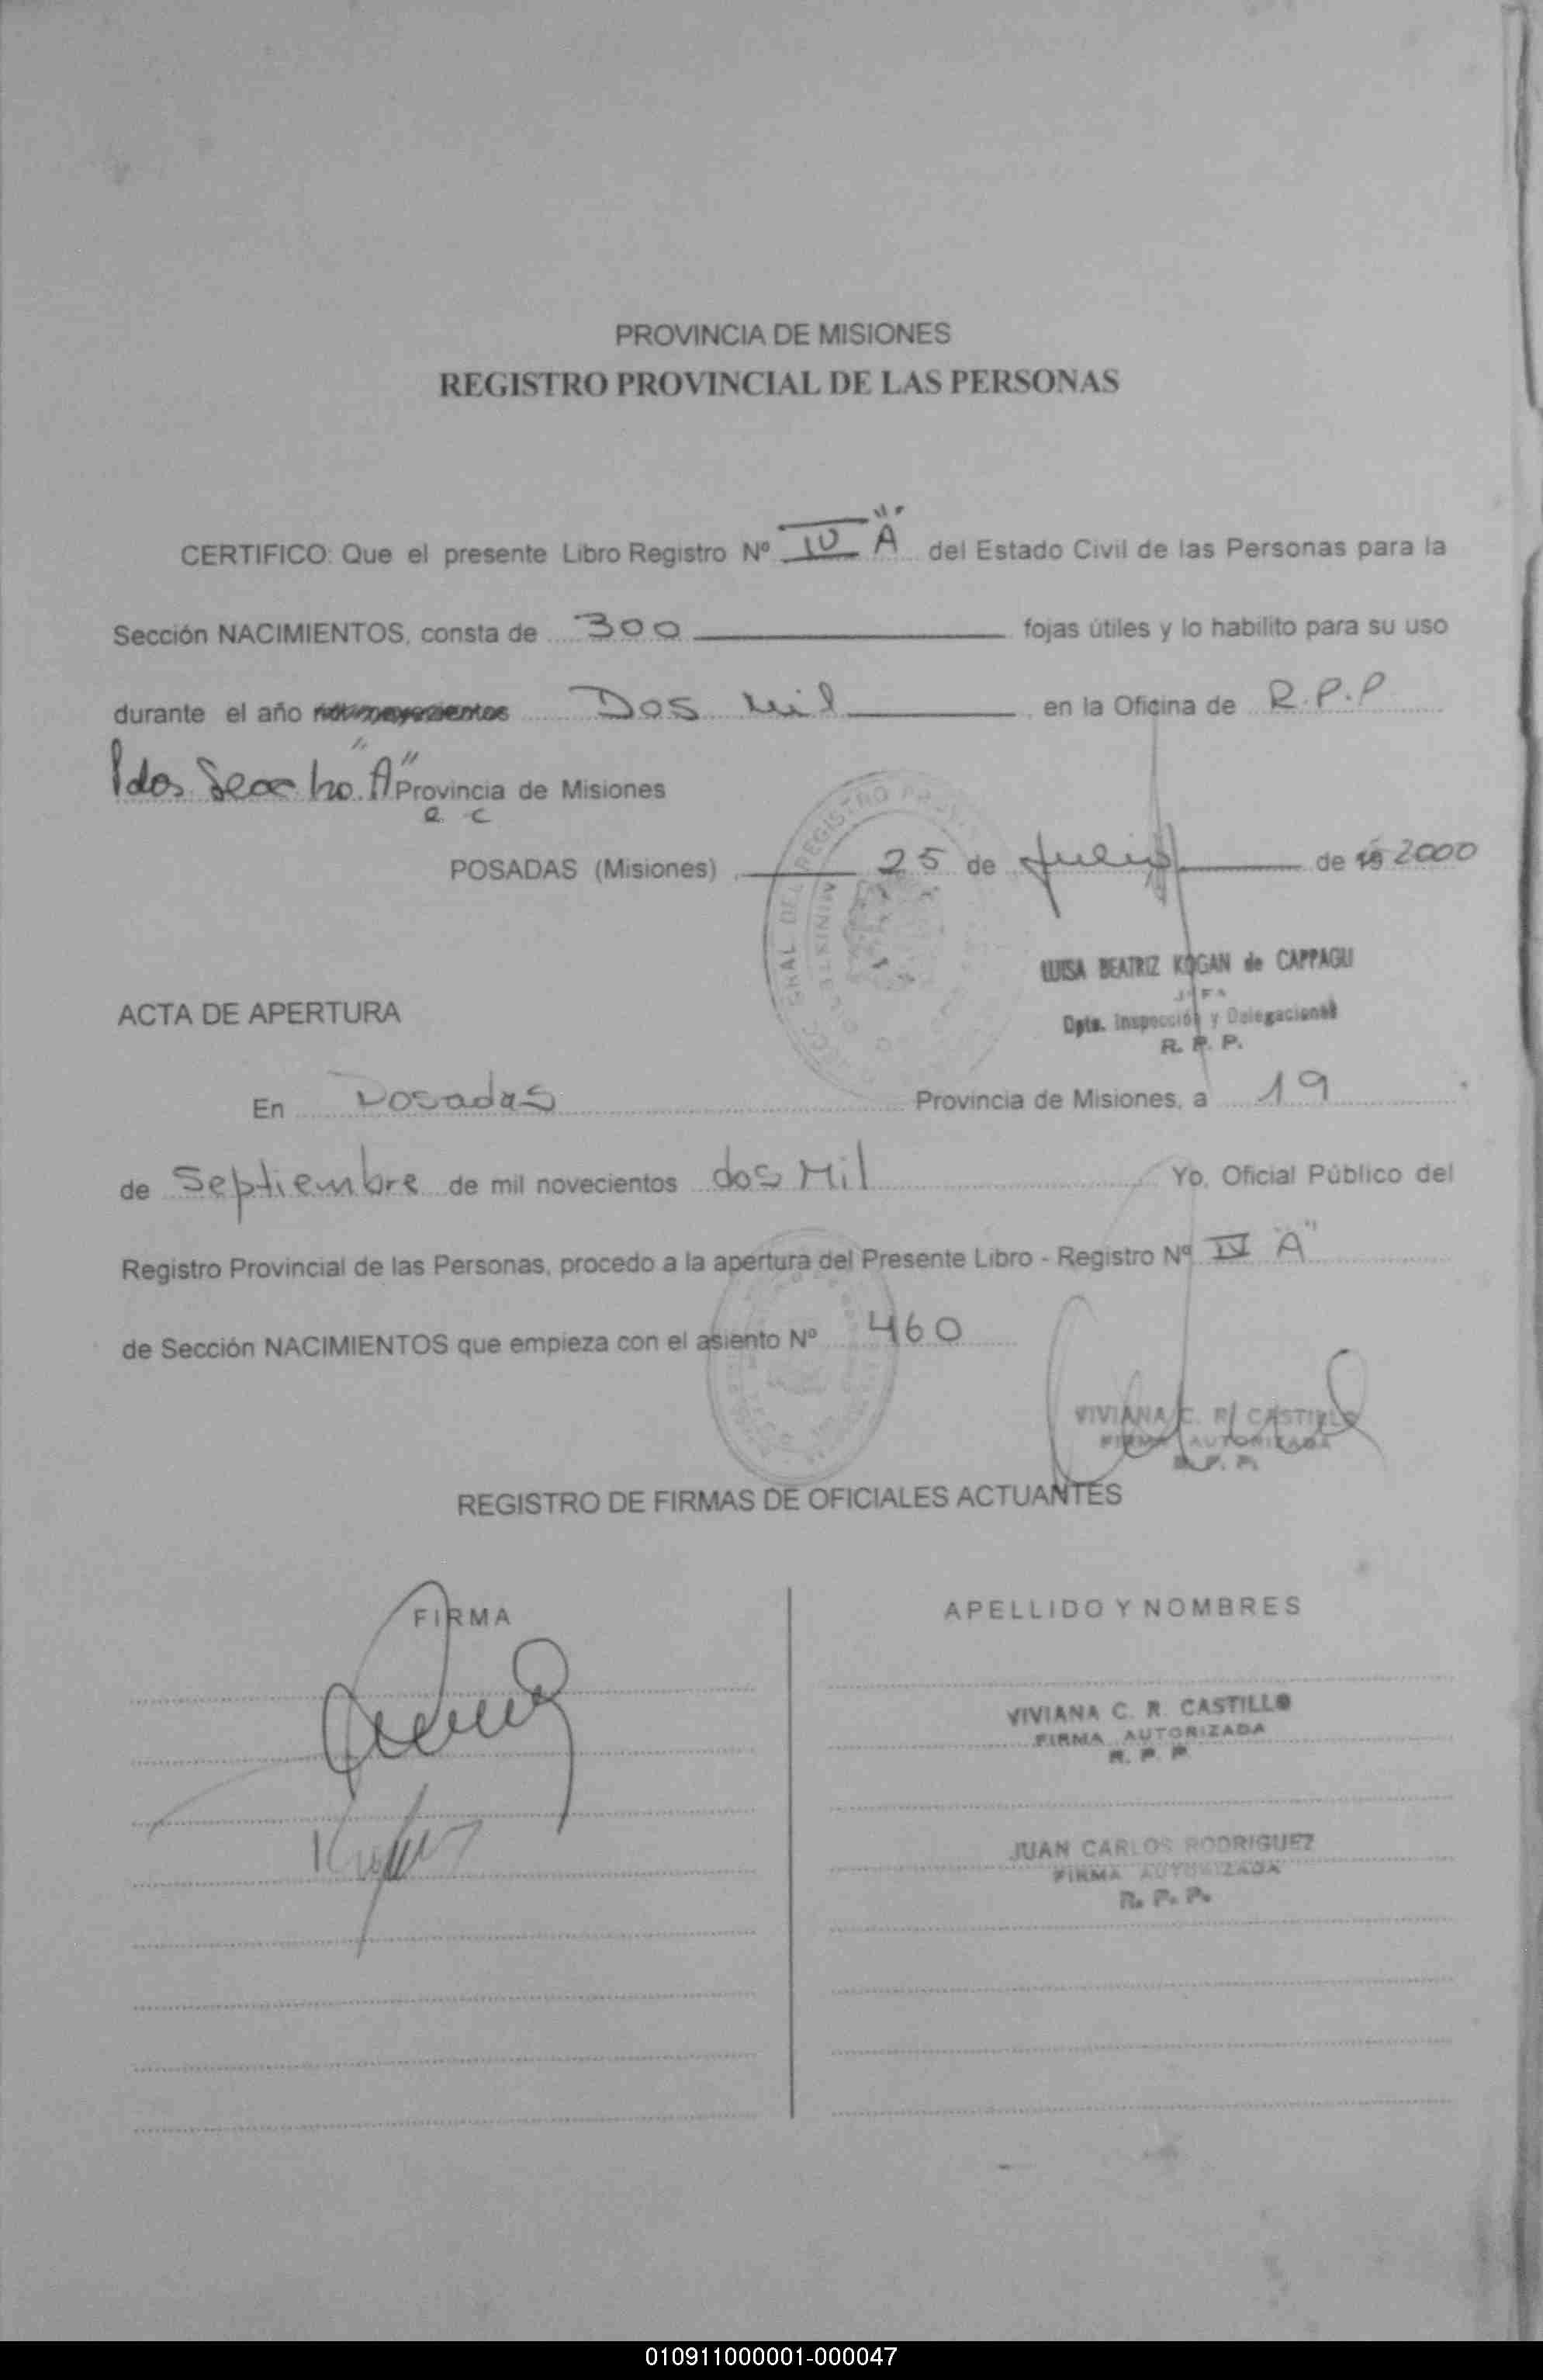 PROVINCIA DE MISIONES
REGISTRO PROVINCIAL DE LAS PERSONAS
CERTIFICO: Que el presente Libro Registro Nº IV "A" del Estado Civil de las Personas para la
Sección NACIMIENTOS, consta de 300 fojas útiles y lo habilito para su uso
durante el año Dos mil en la Oficina de R.P.P
Pdas "A" Provincia de Misiones
POSADAS (Misiones), 25 de Julio de 19 2000
LUISA BEATRIZ KOGAN de CAPPAGLI
JEFA
Dpto. Inspección y Delegaciones
R. P. P.
ACTA DE APERTURA
En Posadas Provincia de Misiones, a 19
de Septiembre de mil novecientos dos Mil Yo, Oficial Público del
Registro Provincial de las Personas, procedo a la apertura del Presente Libro - Registro Nº IV "A"
de Sección NACIMIENTOS que empieza con el asiento Nº 460
VIVIANA C. R. CASTILLO
FIRMA AUTORIZADA
R. P. P.
REGISTRO DE FIRMAS DE OFICIALES ACTUANTES
FIRMA
APELLIDO Y NOMBRES
VIVIANA C. R. CASTILLO
FIRMA AUTORIZADA
R. P. P.
JUAN CARLOS RODRIGUEZ
FIRMA AUTORIZADA
R. P. P.
010911000001-000047